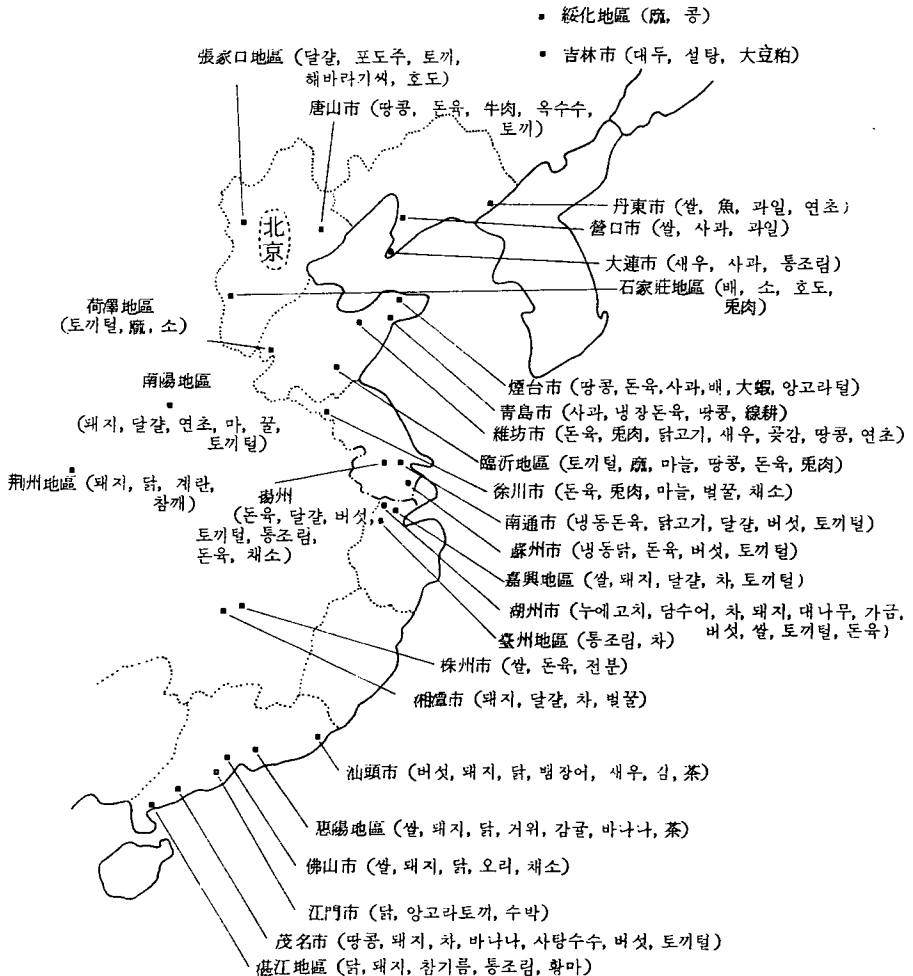 綏化地區 (麻, 콩)
吉林市 (대두, 설탕, 大豆粕)
張家口地區 (달걀, 포도주, 토끼,
해바라기씨, 호도)
唐山市 (땅콩, 돈육, 牛肉, 옥수수,
토끼)
北京
丹東市 (쌀, 魚, 과일, 연초)
營口市 (쌀, 사과, 과일)
大連市 (새우, 사과, 통조림)
石家莊地區 (배, 소, 호도,
兎肉)
荷澤地區
(토끼털, 麻, 소)
南陽地區
(돼지, 달걀, 연초, 마, 꿀,
토끼털)
荆州地區 (돼지, 닭, 계란,
참깨)
揚州
(돈육, 달걀, 버섯,
토끼털, 통조림,
돈육, 채소)
煙台市 (땅콩, 돈육, 사과, 배, 大蝦, 앙고라털)
靑島市 (사과, 냉장돈육, 땅콩, 線耕)
維坊市 (돈육, 兎肉, 닭고기, 새우, 곶감, 땅콩, 연초)
臨沂地區 (토끼털, 麻, 마늘, 땅콩, 돈육, 兎肉)
徐川市 (돈육, 兎肉, 마늘, 벌꿀, 채소)
南通市 (냉동돈육, 닭고기, 달걀, 버섯, 토끼털)
蘇州市 (냉동닭, 돈육, 버섯, 토끼털)
嘉興地區 (쌀, 돼지, 달걀, 차, 토끼털)
湖州市 (누에고치, 담수어, 차, 돼지, 대나무, 가금,
버섯, 쌀, 토끼털, 돈육)
臺州地區 (통조림, 차)
株州市 (쌀, 돈육, 전분)
湘潭市 (돼지, 달걀, 차, 벌꿀)
汕頭市 (버섯, 돼지, 닭, 뱀장어, 새우, 김, 茶)
惠陽地區 (쌀, 돼지, 닭, 거위, 감귤, 바나나, 茶)
佛山市 (쌀, 돼지, 닭, 오리, 채소)
江門市 (닭, 앙고라토끼, 수박)
茂名市 (땅콩, 돼지, 차, 바나나, 사탕수수, 버섯, 토끼털)
湛江地區 (닭, 돼지, 참기름, 통조림, 황마)